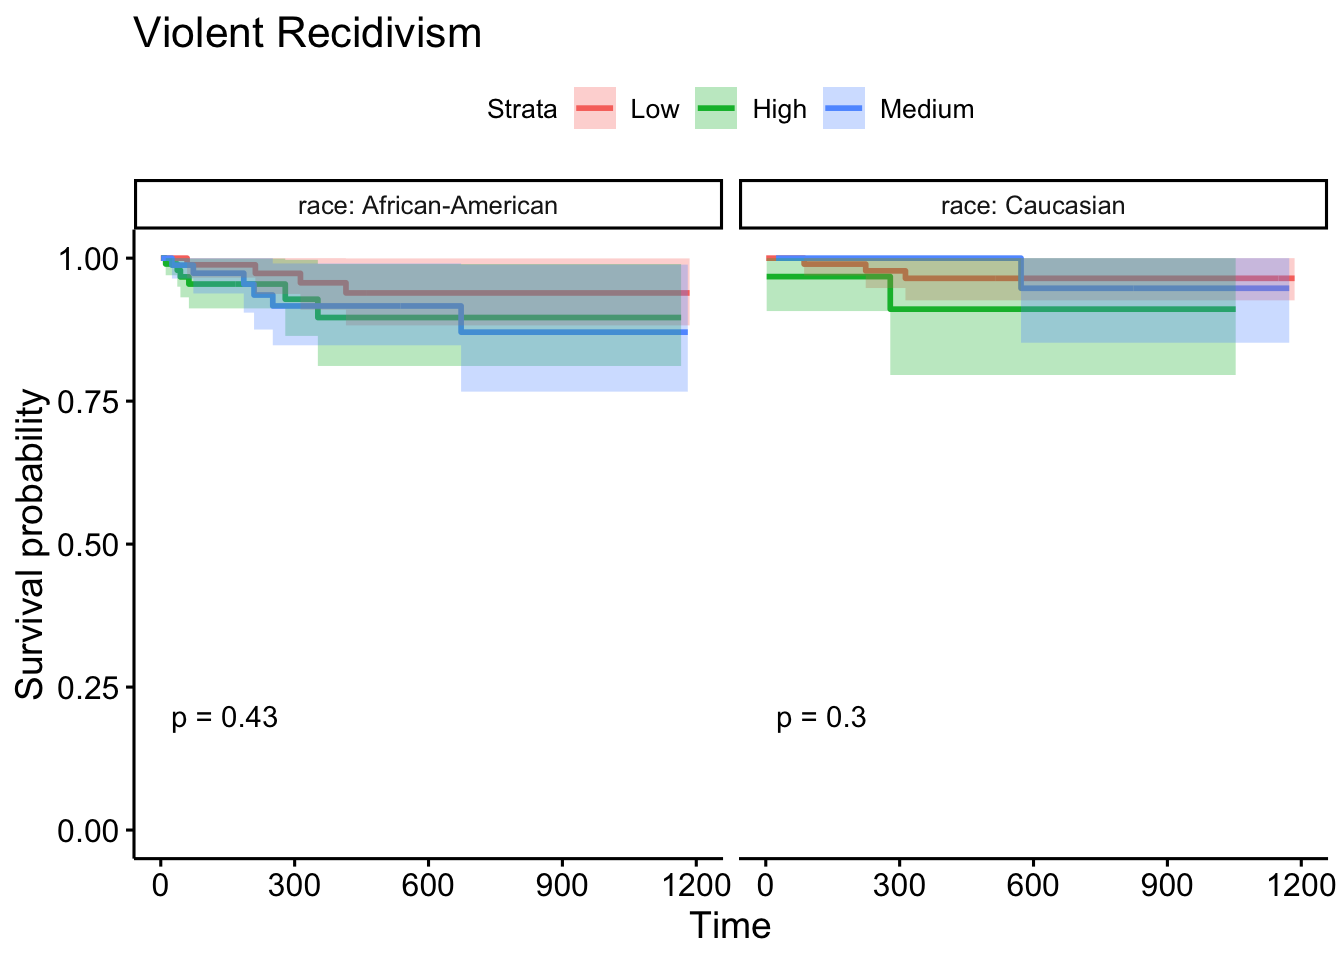 Violent Recidivism
Strata Low High Medium
race: African-American race: Caucasian
1.00
0.75
0.50
0.25
0.00
Survival probability
p = 0.43 p = 0.3
0 300 600 900 1200 0 300 600 900 1200
Time